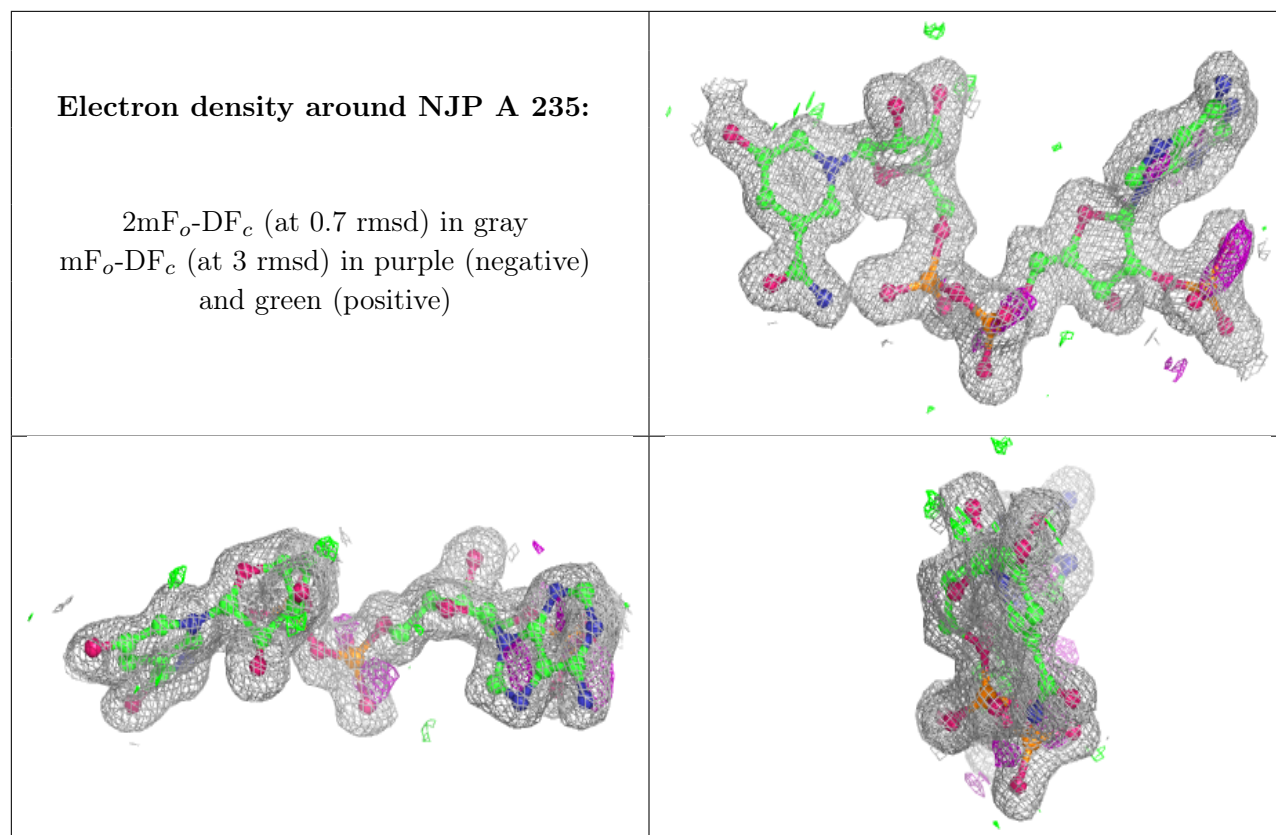 Electron density around NJP A 235:
2mFo-DFc (at 0.7 rmsd) in gray
mFo-DFc (at 3 rmsd) in purple (negative)
and green (positive)